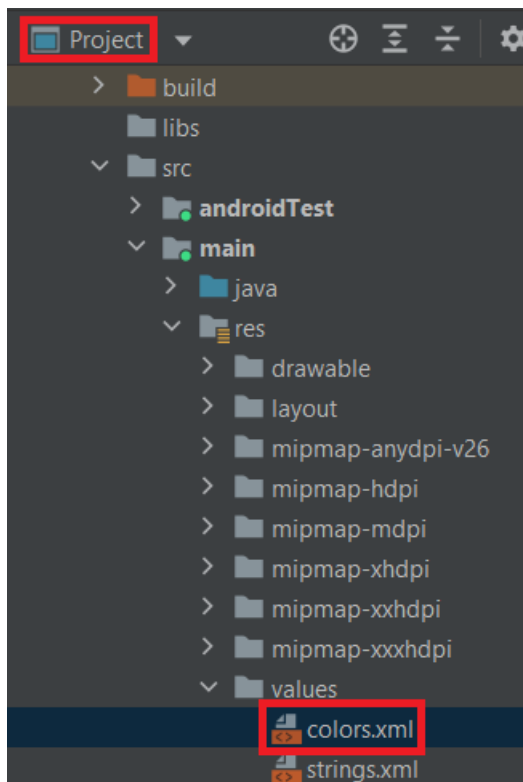 Project
build
libs
src
androidTest
main
java
res
drawable
layout
mipmap-anydpi-v26
mipmap-hdpi
mipmap-mdpi
mipmap-xhdpi
mipmap-xxhdpi
mipmap-xxxhdpi
values
colors.xml
strings.xml